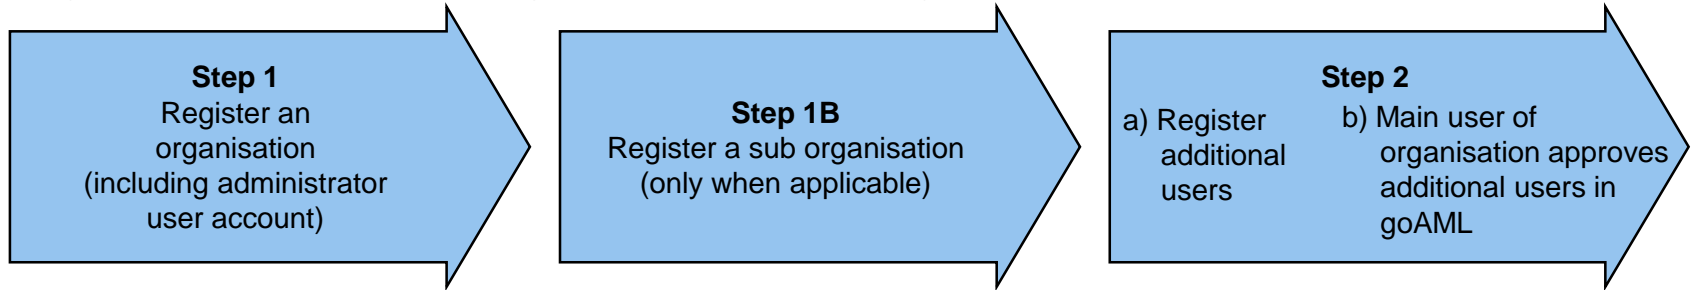 Step 1
Register an
organisation
(including administrator
user account)
Step 1B
Register a sub organisation
(only when applicable)
Step 2
a) Register
additional
users
b) Main user of
organisation approves
additional users in
goAML